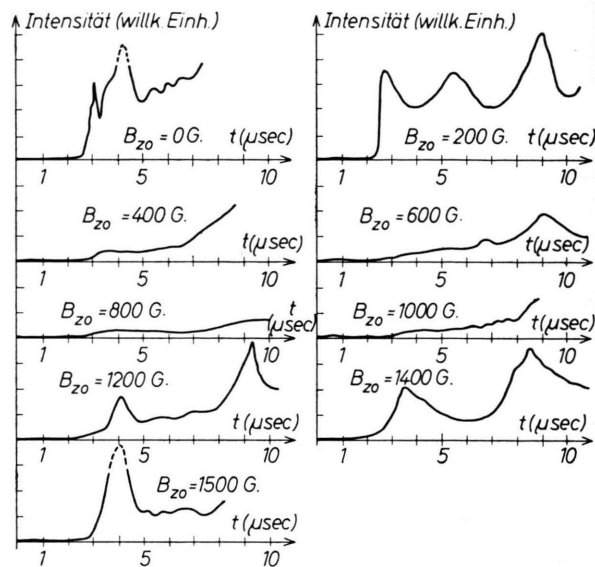 Intensität (willk. Einh.)
B_zo = 0 G. t(μsec)
1 5 10
Intensität (willk. Einh.)
B_zo = 200 G. t(μsec)
1 5 10
B_zo = 400 G. t(μsec)
1 5 10
B_zo = 600 G. t(μsec)
1 5 10
B_zo = 800 G. t (μsec)
1 5 10
B_zo = 1000 G. t(μsec)
1 5 10
B_zo = 1200 G. t(μsec)
1 5 10
B_zo = 1400 G. t(μsec)
1 5 10
B_zo = 1500 G. t(μsec)
1 5 10